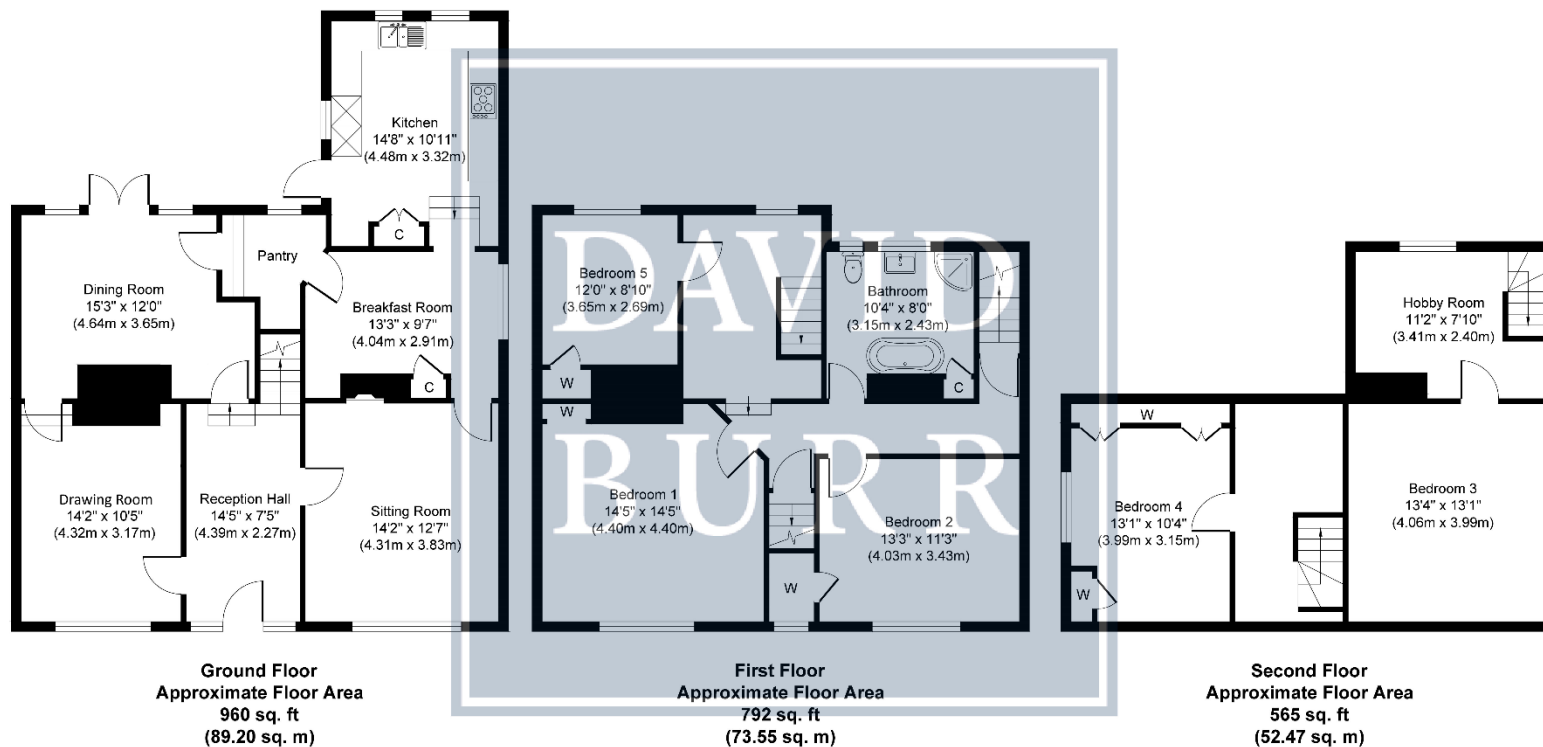 Kitchen
14'8" x 10'11"
(4.48m x 3.32m)
C
Pantry
Dining Room
15'3" x 12'0"
(4.64m x 3.65m)
Breakfast Room
13'3" x 9'7"
(4.04m x 2.91m)
C
Drawing Room
14'2" x 10'5"
(4.32m x 3.17m)
Reception Hall
14'5" x 7'5"
(4.39m x 2.27m)
Sitting Room
14'2" x 12'7"
(4.31m x 3.83m)
Ground Floor
Approximate Floor Area
960 sq. ft
(89.20 sq. m)
DAVID
BURR
Bedroom 5
12'0" x 8'10"
(3.65m x 2.69m)
Bathroom
10'4" x 8'0"
(3.15m x 2.43m)
W
W
C
Bedroom 1
14'5" x 14'5"
(4.40m x 4.40m)
Bedroom 2
13'3" x 11'3"
(4.03m x 3.43m)
W
First Floor
Approximate Floor Area
792 sq. ft
(73.55 sq. m)
Hobby Room
11'2" x 7'10"
(3.41m x 2.40m)
W
Bedroom 4
13'1" x 10'4"
(3.99m x 3.15m)
Bedroom 3
13'4" x 13'1"
(4.06m x 3.99m)
W
Second Floor
Approximate Floor Area
565 sq. ft
(52.47 sq. m)